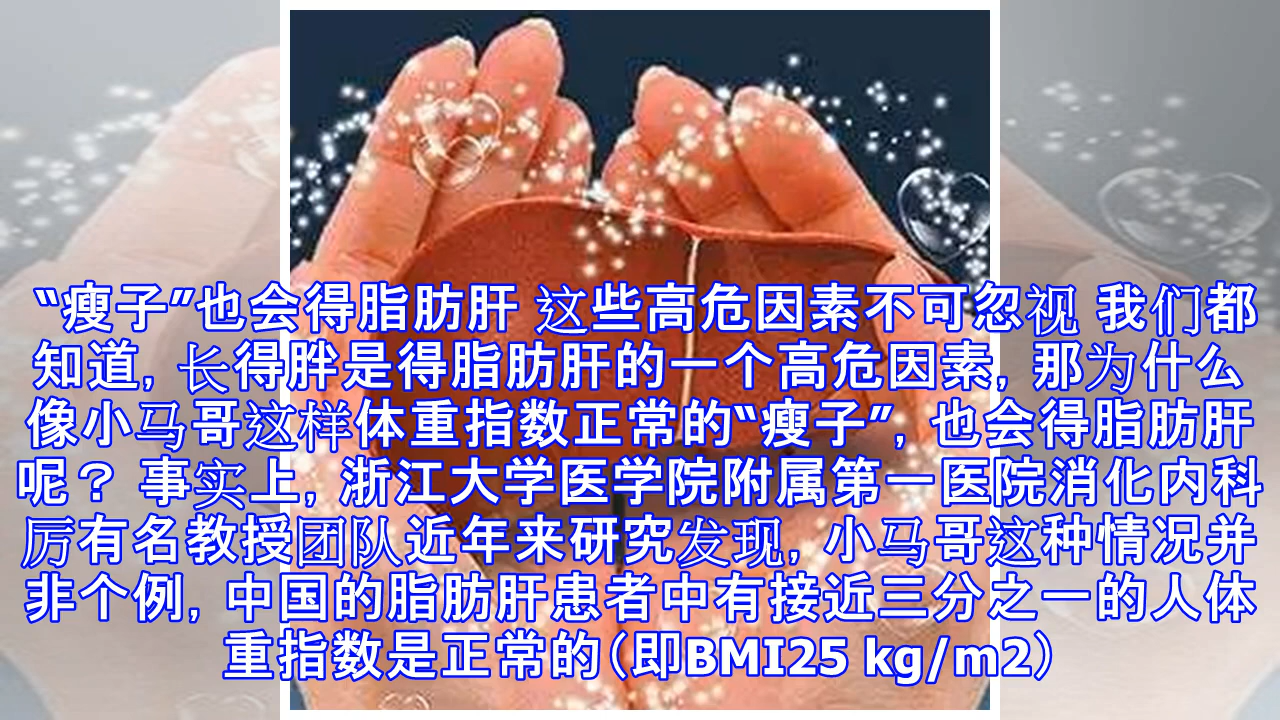 “瘦子”也会得脂肪肝 这些高危因素不可忽视 我们都
知道, 长得胖是得脂肪肝的一个高危因素, 那为什么
像小马哥这样体重指数正常的“瘦子”, 也会得脂肪肝
呢？ 事实上, 浙江大学医学院附属第一医院消化内科
厉有名教授团队近年来研究发现, 小马哥这种情况并
非个例, 中国的脂肪肝患者中有接近三分之一的人体
重指数是正常的(即BMI25 kg/m2)